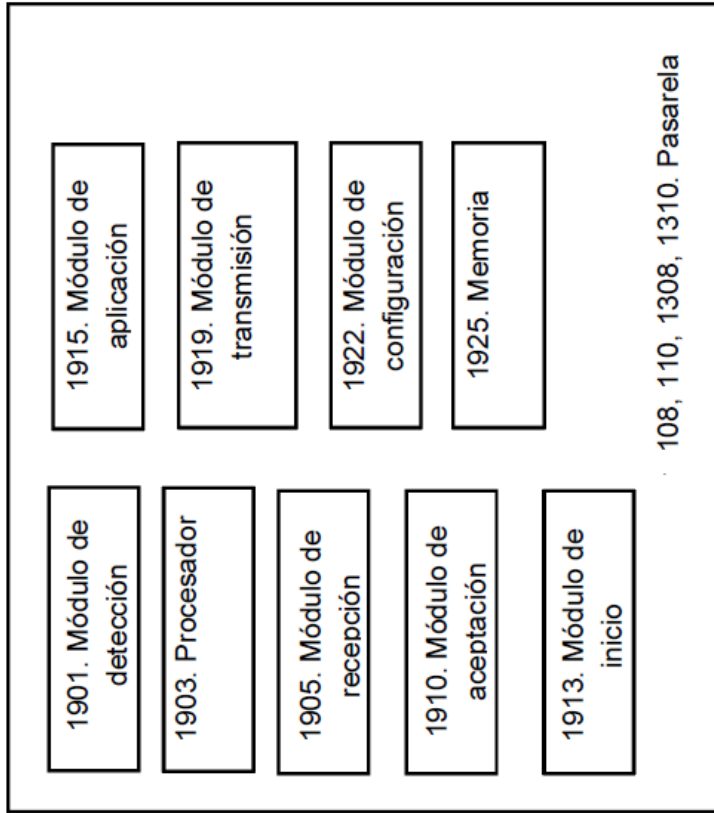 1901. Módulo de
detección
1903. Procesador
1905. Módulo de
recepción
1910. Módulo de
aceptación
1913. Módulo de
inicio
1915. Módulo de
aplicación
1919. Módulo de
transmisión
1922. Módulo de
configuración
1925. Memoria
108, 110, 1308, 1310. Pasarela